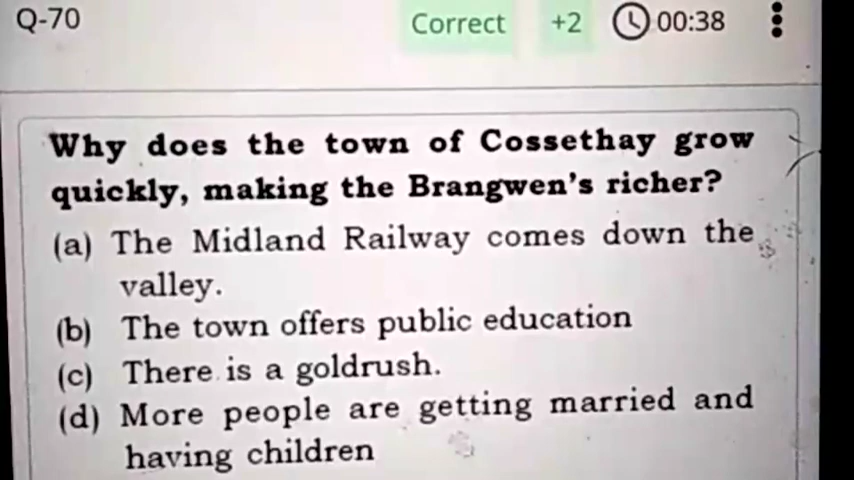 Q-70 Correct +2 00:38
Why does the town of Cossethay grow
quickly, making the Brangwen's richer?
(a) The Midland Railway comes down the
valley.
(b) The town offers public education
(c) There is a goldrush.
(d) More people are getting married and
having children